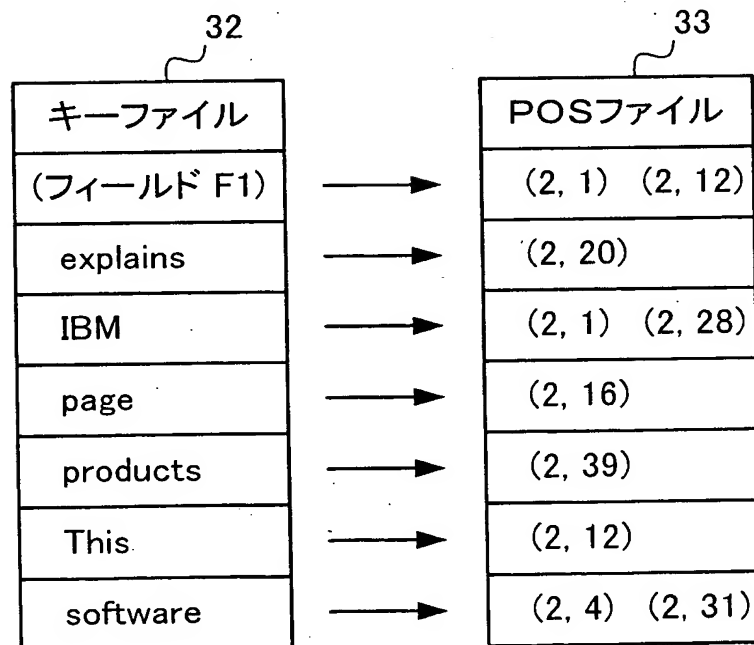 32
33
キーファイル
POSファイル
(フィールド F1)
(2, 1) (2, 12)
explains
(2, 20)
IBM
(2, 1) (2, 28)
page
(2, 16)
products
(2, 39)
This
(2, 12)
software
(2, 4) (2, 31)